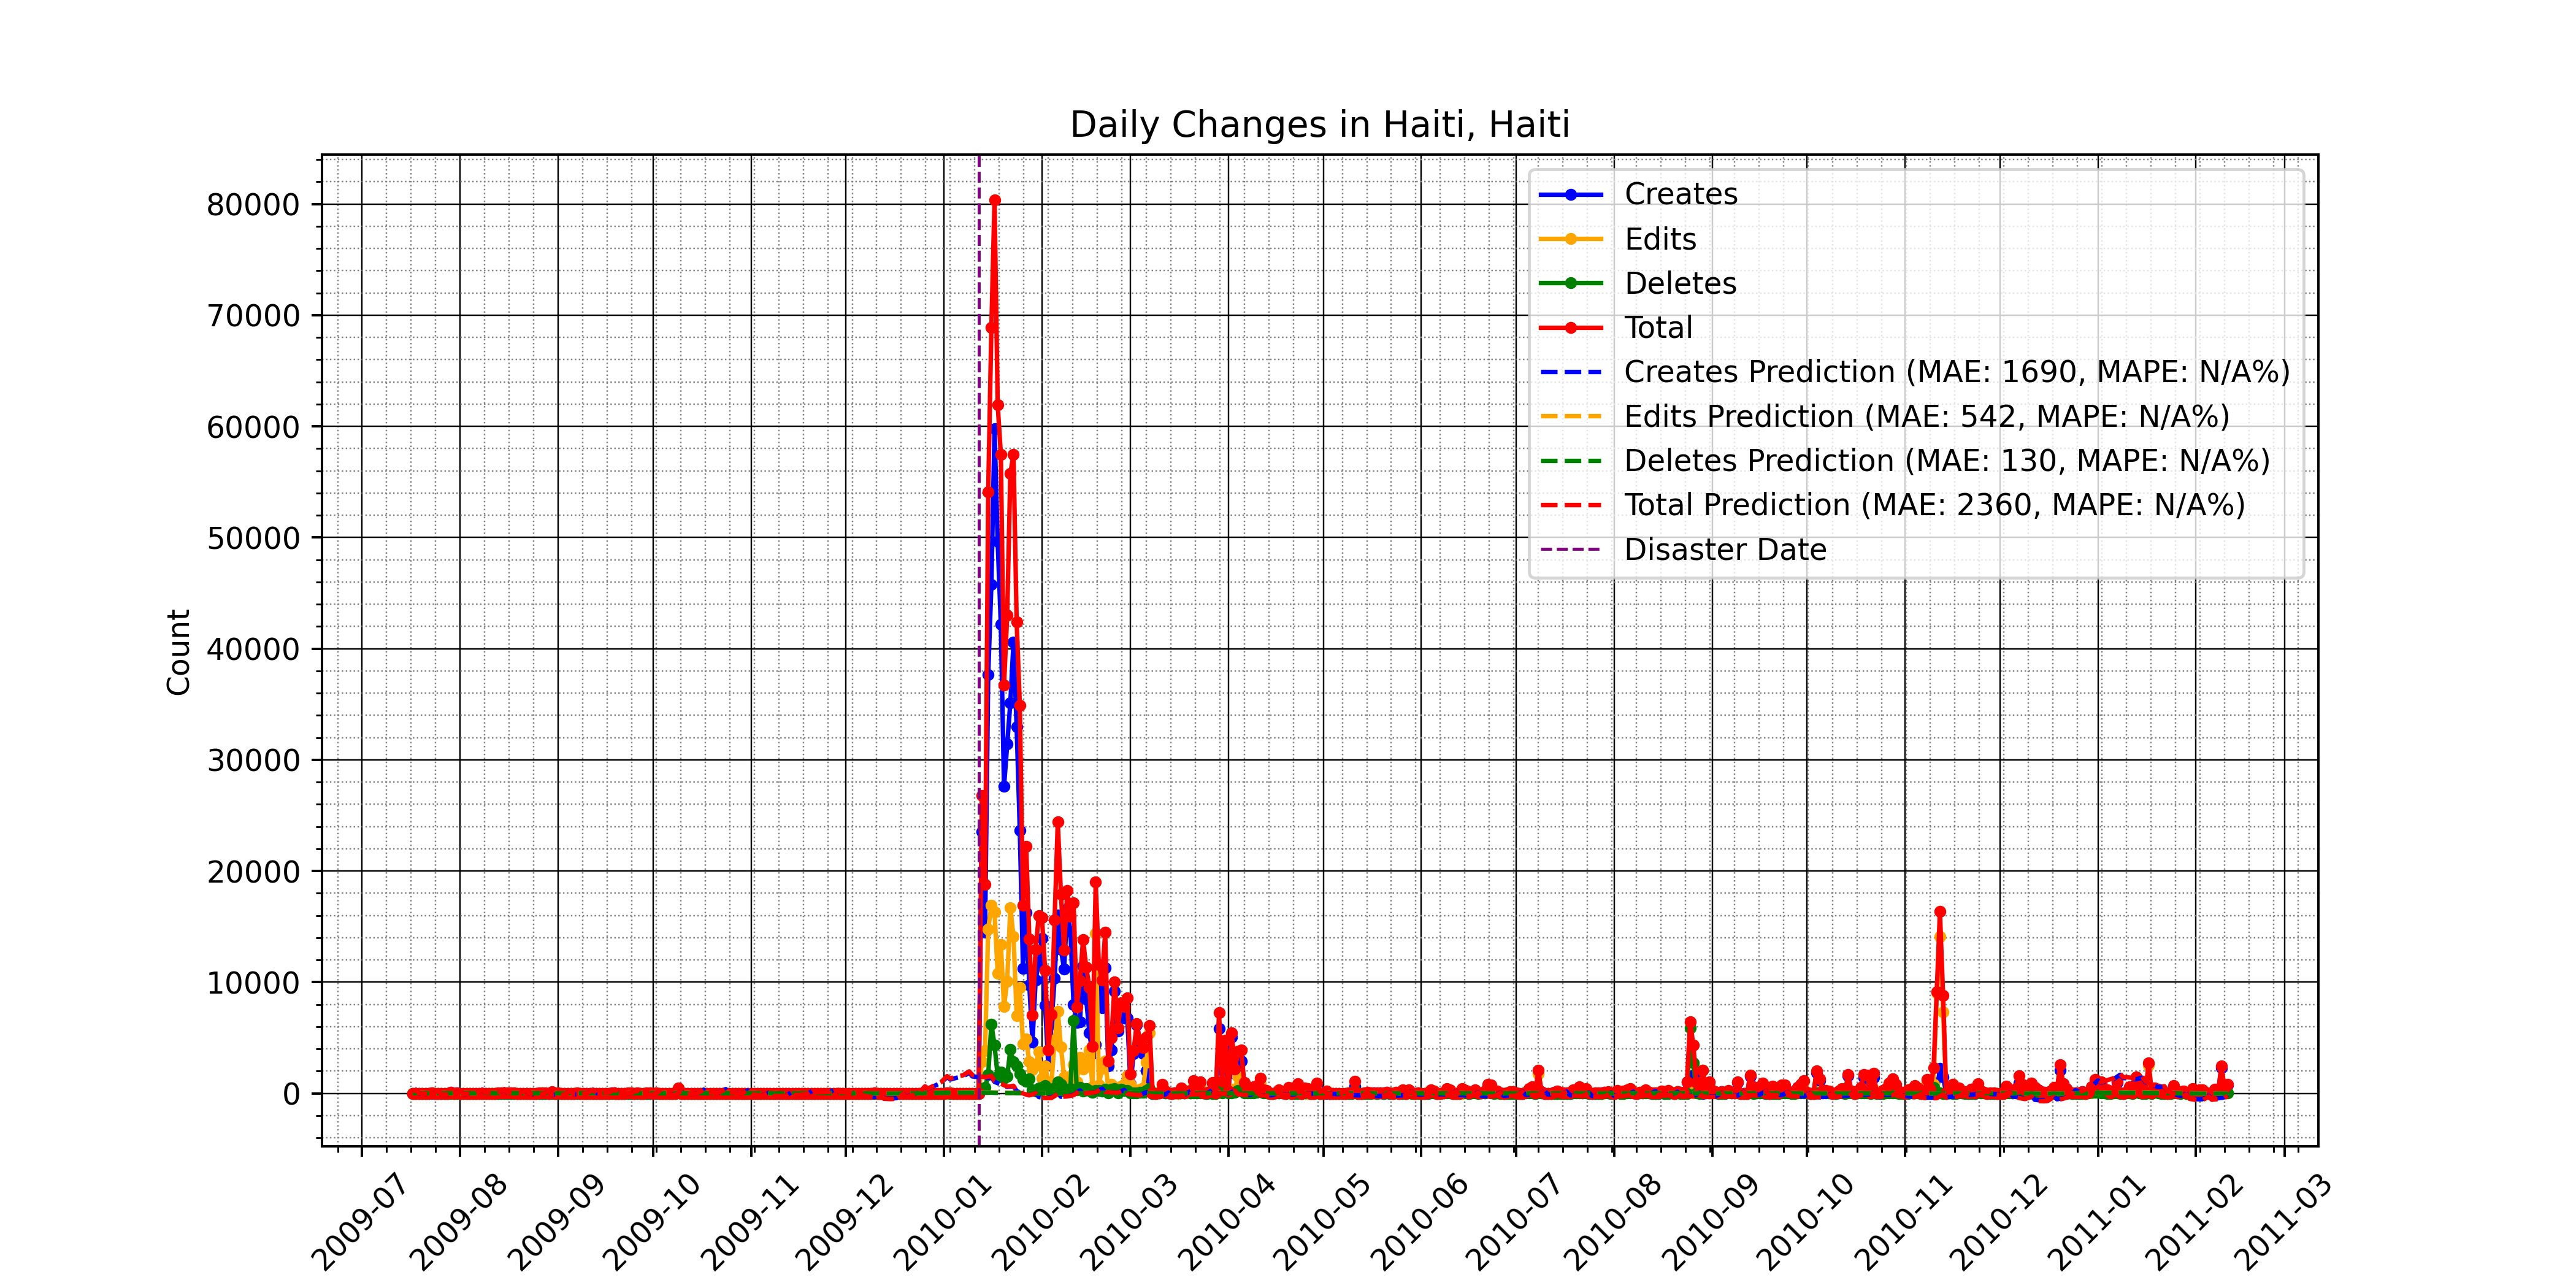 Daily Changes in Haiti, Haiti
Count
80000
70000
60000
50000
40000
30000
20000
10000
0
Creates
Edits
Deletes
Total
Creates Prediction (MAE: 1690, MAPE: N/A%)
Edits Prediction (MAE: 542, MAPE: N/A%)
Deletes Prediction (MAE: 130, MAPE: N/A%)
Total Prediction (MAE: 2360, MAPE: N/A%)
Disaster Date
2009-07
2009-08
2009-09
2009-10
2009-11
2009-12
2010-01
2010-02
2010-03
2010-04
2010-05
2010-06
2010-07
2010-08
2010-09
2010-10
2010-11
2010-12
2011-01
2011-02
2011-03